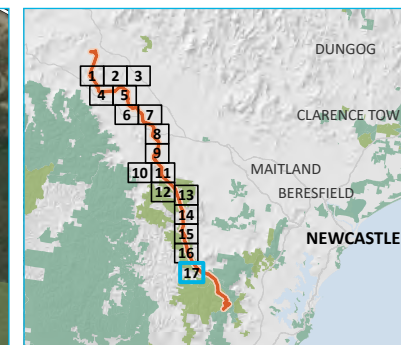 DUNGOG
1 2 3
4 5
6 7
CLARENCE TOW
8
9
10 11
MAITLAND
12 13
BERESFIELD
14
15
NEWCASTLE
16
17